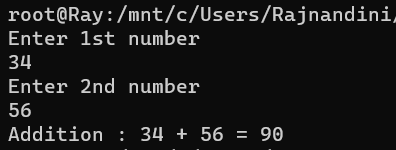 root@Ray:/mnt/c/Users/Rajnandini/
Enter 1st number
34
Enter 2nd number
56
Addition : 34 + 56 = 90